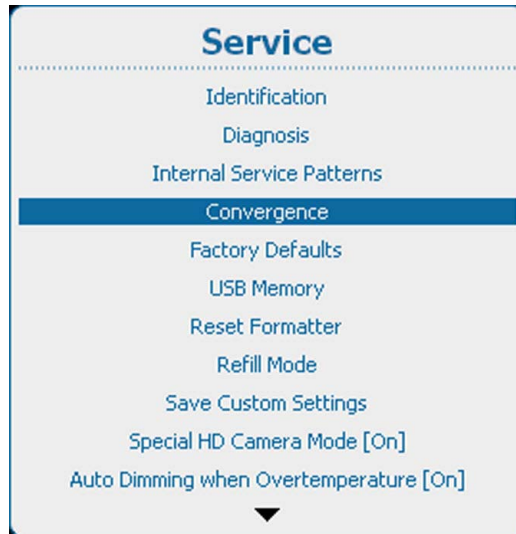 Service
Identification
Diagnosis
Internal Service Patterns
Convergence
Factory Defaults
USB Memory
Reset Formatter
Refill Mode
Save Custom Settings
Special HD Camera Mode [On]
Auto Dimming when Overtemperature [On]